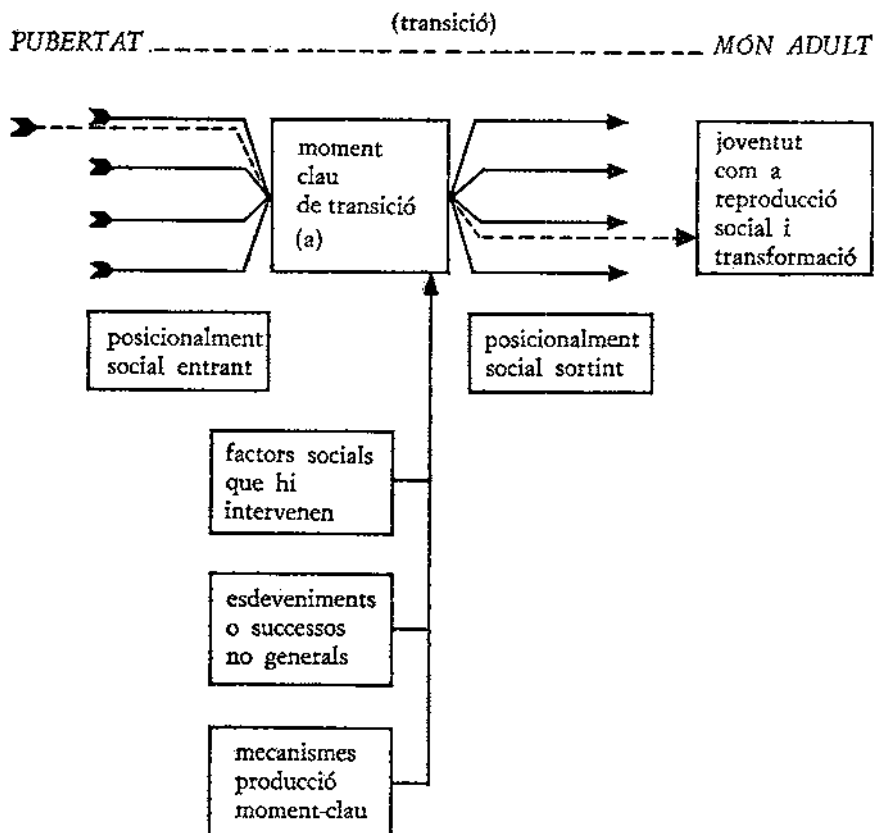 (transició)
PUBERTAT
MÓN ADULT
moment
clau
de transició
(a)
joventut
com a
reproducció
social i
transformació
posicionalment
social entrant
posicionalment
social sortint
factors socials
que hi
intervenen
esdeveniments
o successos
no generals
mecanismes
producció
moment-clau